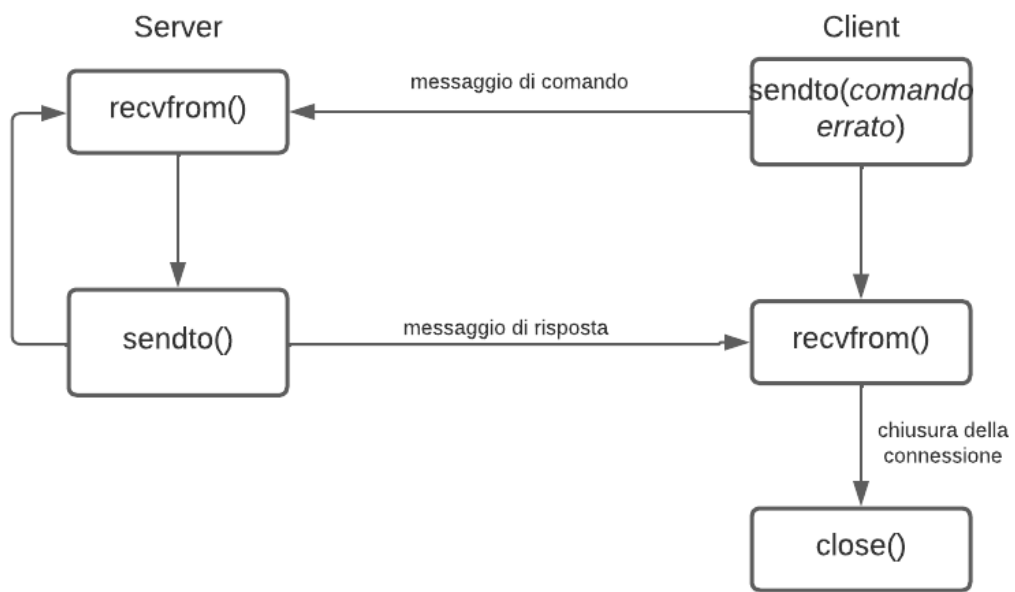 Server
Client
messaggio di comando
recvfrom()
sendto(comando
errato)
messaggio di risposta
sendto()
recvfrom()
chiusura della
connessione
close()